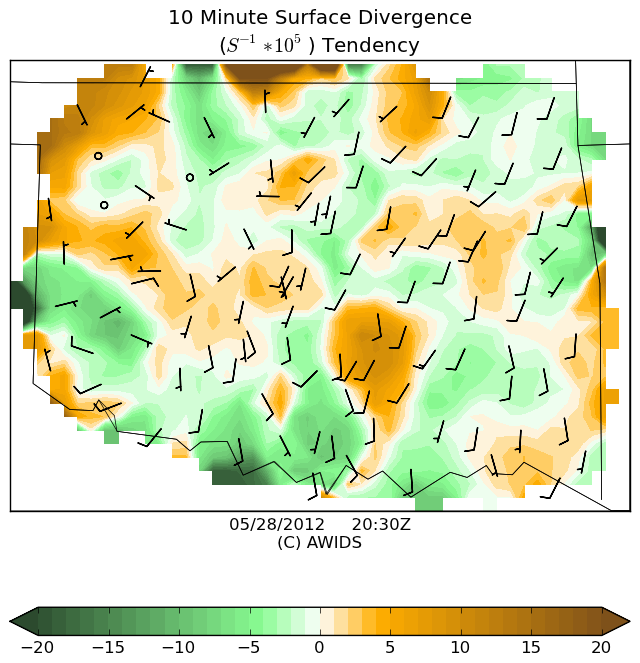 10 Minute Surface Divergence
(S⁻¹ *10⁵ ) Tendency
05/28/2012 20:30Z
(C) AWIDS
−20 −15 −10 −5 0 5 10 15 20